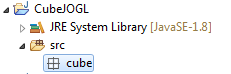 CubeJOGL
JRE System Library [JavaSE-1.8]
src
cube